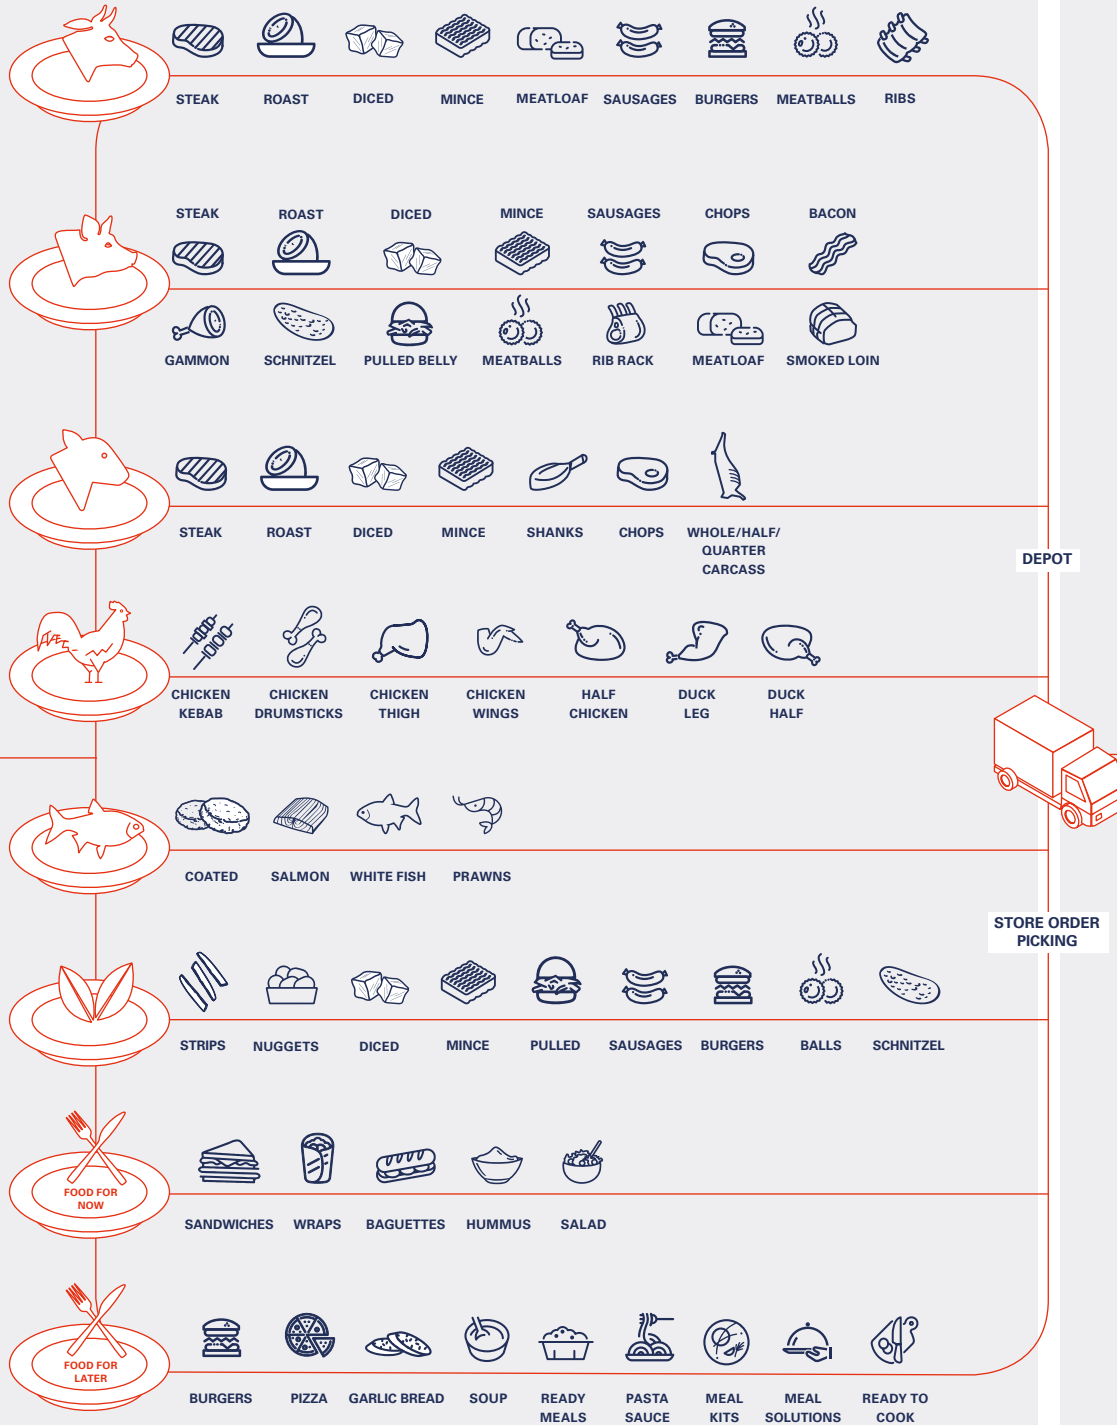 STEAK ROAST DICED MINCE MEATLOAF SAUSAGES BURGERS MEATBALLS RIBS
STEAK ROAST DICED MINCE SAUSAGES CHOPS BACON
GAMMON SCHNITZEL PULLED BELLY MEATBALLS RIB RACK MEATLOAF SMOKED LOIN
STEAK ROAST DICED MINCE SHANKS CHOPS WHOLE/HALF/
QUARTER
CARCASS
DEPOT
CHICKEN CHICKEN CHICKEN CHICKEN HALF DUCK DUCK
KEBAB DRUMSTICKS THIGH WINGS CHICKEN LEG HALF
COATED SALMON WHITE FISH PRAWNS
STORE ORDER
PICKING
STRIPS NUGGETS DICED MINCE PULLED SAUSAGES BURGERS BALLS SCHNITZEL
FOOD FOR
NOW
SANDWICHES WRAPS BAGUETTES HUMMUS SALAD
FOOD FOR
LATER
BURGERS PIZZA GARLIC BREAD SOUP READY PASTA MEAL MEAL READY TO
MEALS SAUCE KITS SOLUTIONS COOK